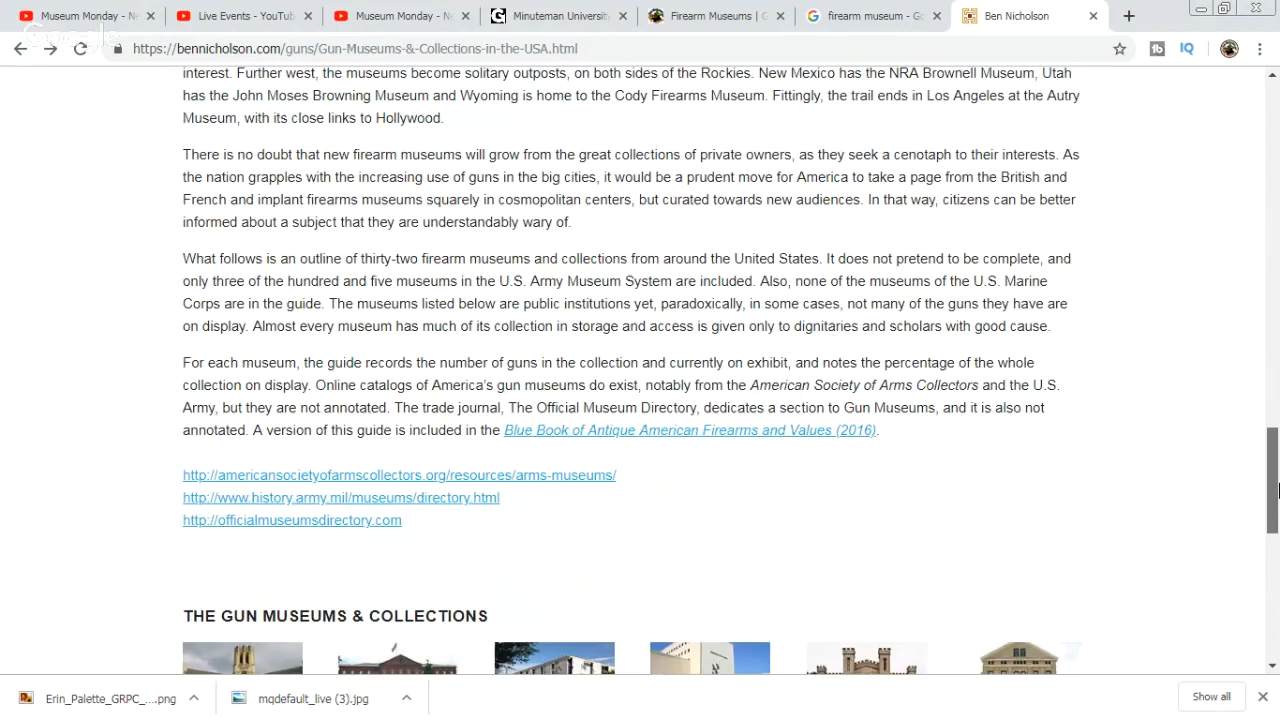 Museum Monday - Ne
Live Events - YouTube
Museum Monday - Ne
Minuteman University
Firearm Museums | G
firearm museum - Go
Ben Nicholson
https://bennicholson.com/guns/Gun-Museums-&-Collections-in-the-USA.html
interest. Further west, the museums become solitary outposts, on both sides of the Rockies. New Mexico has the NRA Brownell Museum, Utah
has the John Moses Browning Museum and Wyoming is home to the Cody Firearms Museum. Fittingly, the trail ends in Los Angeles at the Autry
Museum, with its close links to Hollywood.
There is no doubt that new firearm museums will grow from the great collections of private owners, as they seek a cenotaph to their interests. As
the nation grapples with the increasing use of guns in the big cities, it would be a prudent move for America to take a page from the British and
French and implant firearms museums squarely in cosmopolitan centers, but curated towards new audiences. In that way, citizens can be better
informed about a subject that they are understandably wary of.
What follows is an outline of thirty-two firearm museums and collections from around the United States. It does not pretend to be complete, and
only three of the hundred and five museums in the U.S. Army Museum System are included. Also, none of the museums of the U.S. Marine
Corps are in the guide. The museums listed below are public institutions yet, paradoxically, in some cases, not many of the guns they have are
on display. Almost every museum has much of its collection in storage and access is given only to dignitaries and scholars with good cause.
For each museum, the guide records the number of guns in the collection and currently on exhibit, and notes the percentage of the whole
collection on display. Online catalogs of America's gun museums do exist, notably from the American Society of Arms Collectors and the U.S.
Army, but they are not annotated. The trade journal, The Official Museum Directory, dedicates a section to Gun Museums, and it is also not
annotated. A version of this guide is included in the Blue Book of Antique American Firearms and Values (2016).
http://americansocietyofarmscollectors.org/resources/arms-museums/
http://www.history.army.mil/museums/directory.html
http://officialmuseumsdirectory.com
THE GUN MUSEUMS & COLLECTIONS
Erin_Palette_GRPC_....png
mqdefault_live (3).jpg
Show all